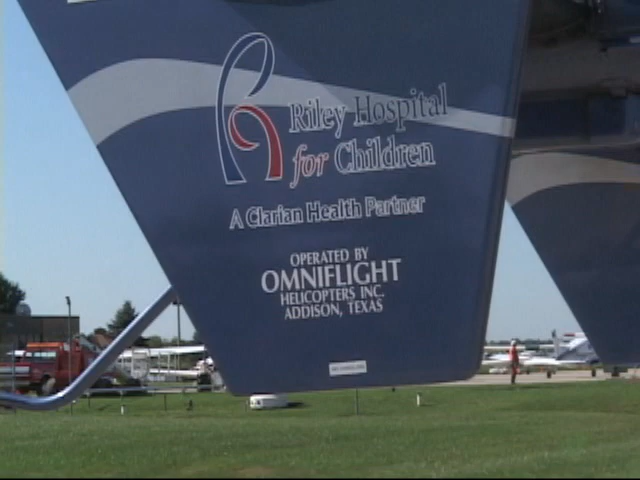 Riley Hospital
for Children
A Clarian Health Partner
OPERATED BY
OMNIFLIGHT
HELICOPTERS INC.
ADDISON, TEXAS